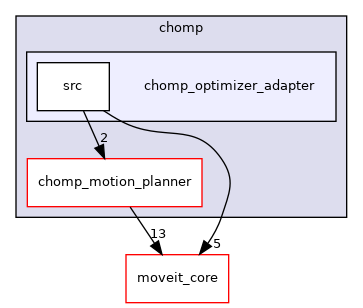 chomp
src
chomp_optimizer_adapter
2
chomp_motion_planner
13
5
moveit_core